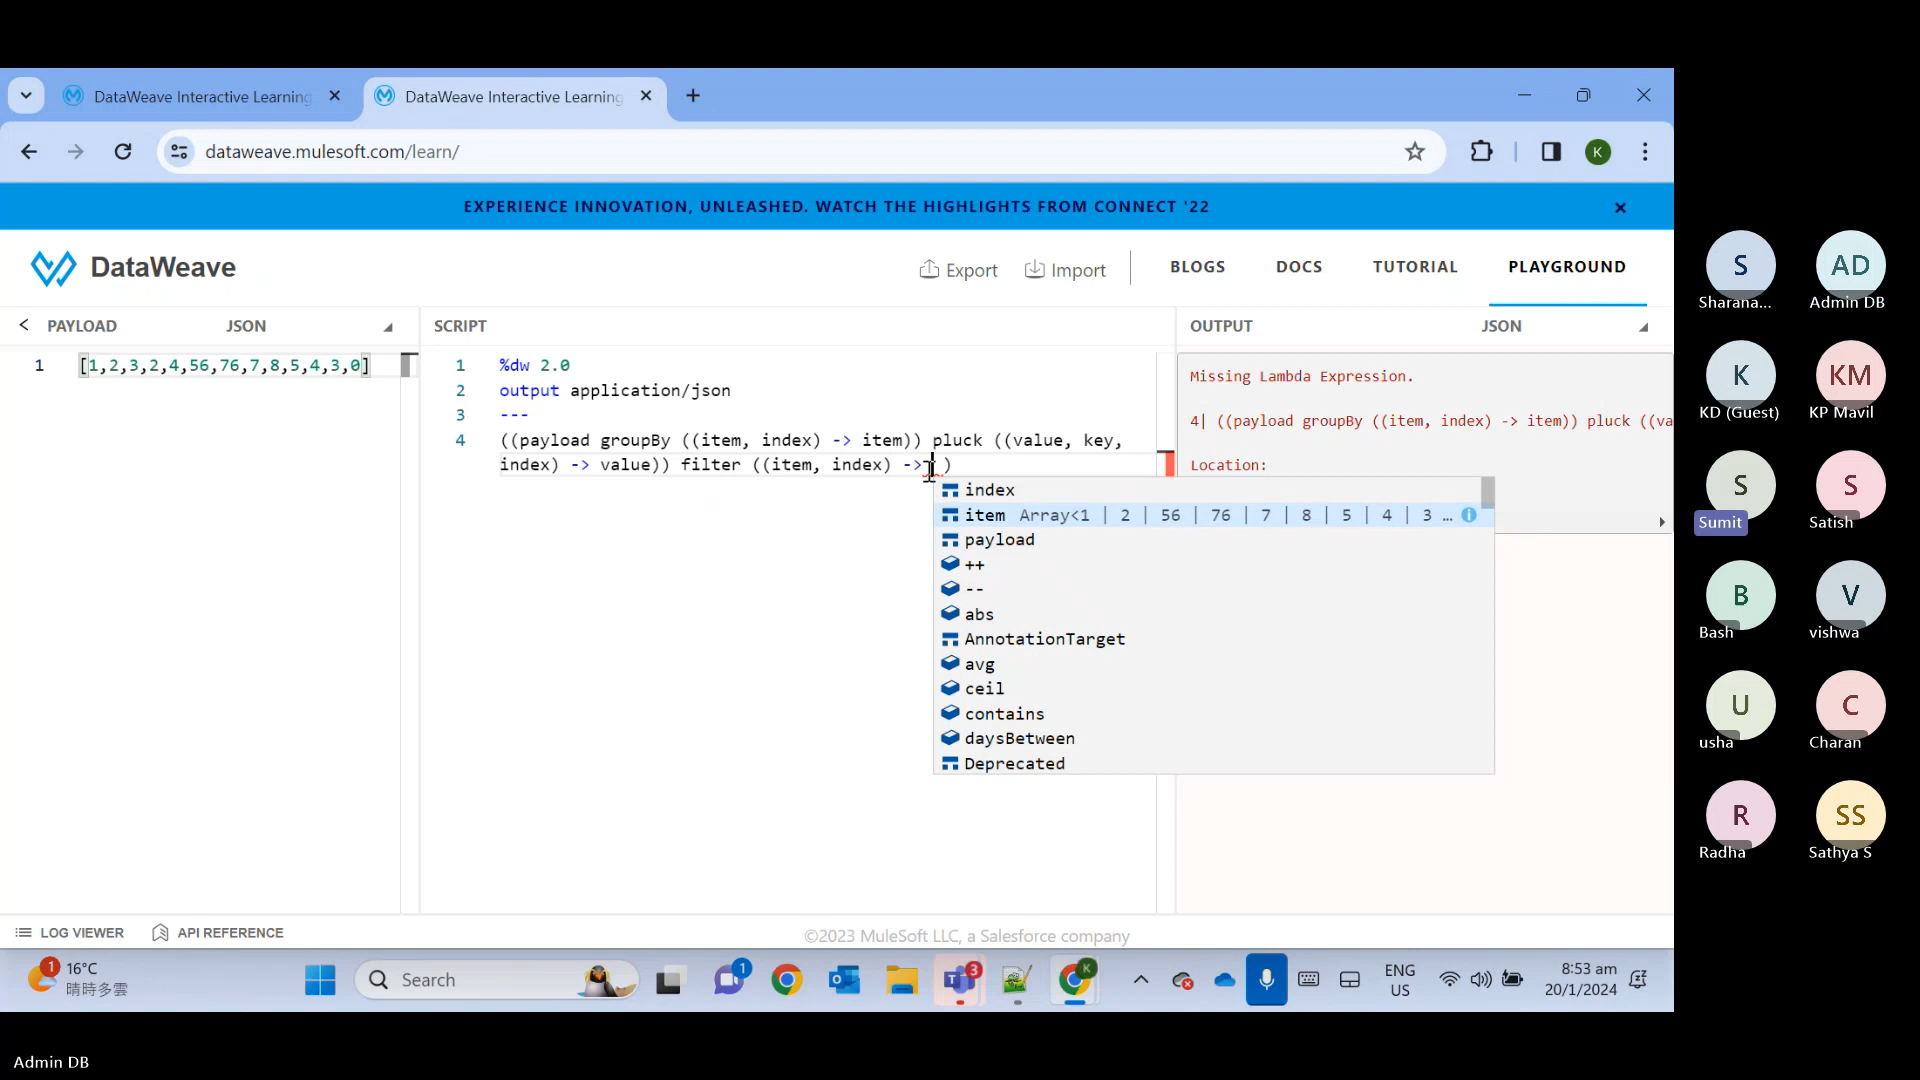 DataWeave Interactive Learning
DataWeave Interactive Learning
dataweave.mulesoft.com/learn/
K
EXPERIENCE INNOVATION, UNLEASHED. WATCH THE HIGHLIGHTS FROM CONNECT '22
DataWeave
Export
Import
BLOGS
DOCS
TUTORIAL
PLAYGROUND
PAYLOAD
JSON
SCRIPT
OUTPUT
JSON
1 [1,2,3,2,4,56,76,7,8,5,4,3,0]
1 %dw 2.0
2 output application/json
3 ---
4 ((payload groupBy ((item, index) -> item)) pluck ((value, key,
index) -> value)) filter ((item, index) -> )
Missing Lambda Expression.
4| ((payload groupBy ((item, index) -> item)) pluck ((va
Location:
index
item Array<1 | 2 | 56 | 76 | 7 | 8 | 5 | 4 | 3 …
payload
++
--
abs
AnnotationTarget
avg
ceil
contains
daysBetween
Deprecated
LOG VIEWER
API REFERENCE
©2023 MuleSoft LLC, a Salesforce company
1
16°C
晴時多雲
Search
1
3
K
ENG
US
8:53 am
20/1/2024
S
Sharana...
AD
Admin DB
K
KD (Guest)
KM
KP Mavil
S
Sumit
S
Satish
B
Bash
V
vishwa
U
usha
C
Charan
R
Radha
SS
Sathya S
Admin DB